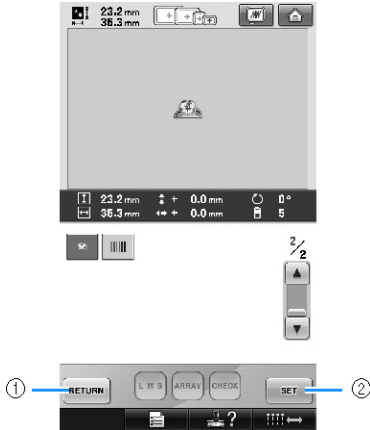 23.2 mm
36.3 mm
23.2 mm + 0.0 mm 0°
36.3 mm + 0.0 mm 5
2/2
① RETURN L M S ARRAY CHECK SET ②
?